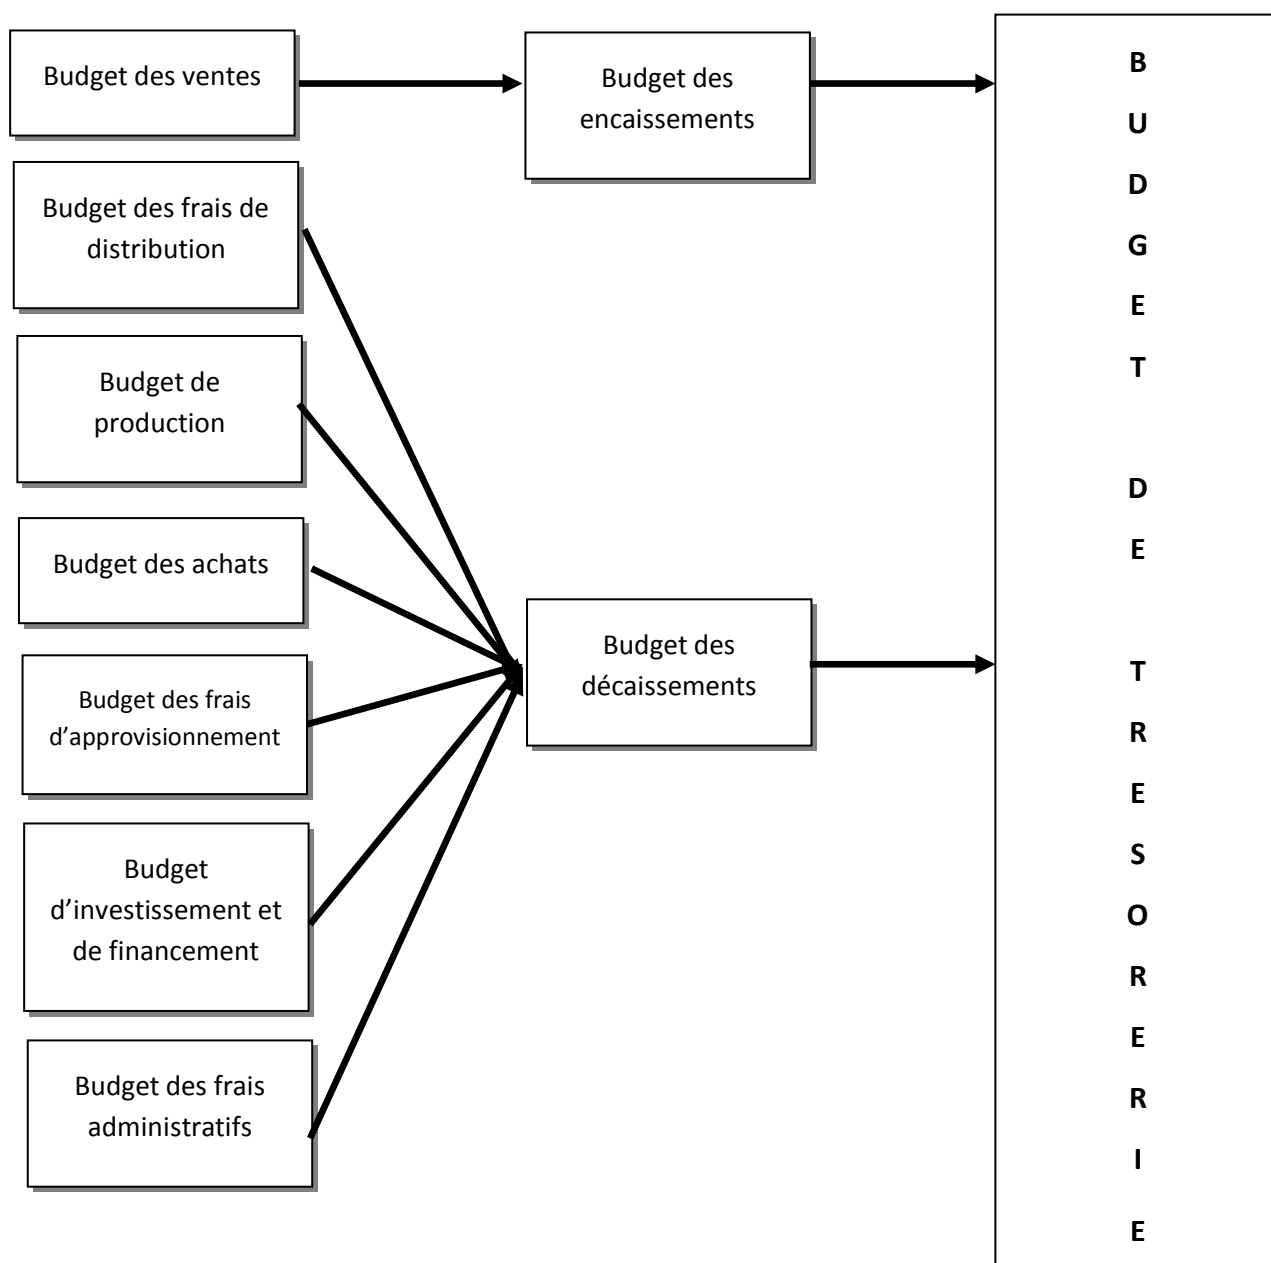 Budget des ventes
Budget des
encaissements
Budget des frais de
distribution
Budget de
production
Budget des achats
Budget des frais
d’approvisionnement
Budget
d’investissement et
de financement
Budget des frais
administratifs
Budget des
décaissements
B
U
D
G
E
T
D
E
T
R
E
S
O
R
E
R
I
E